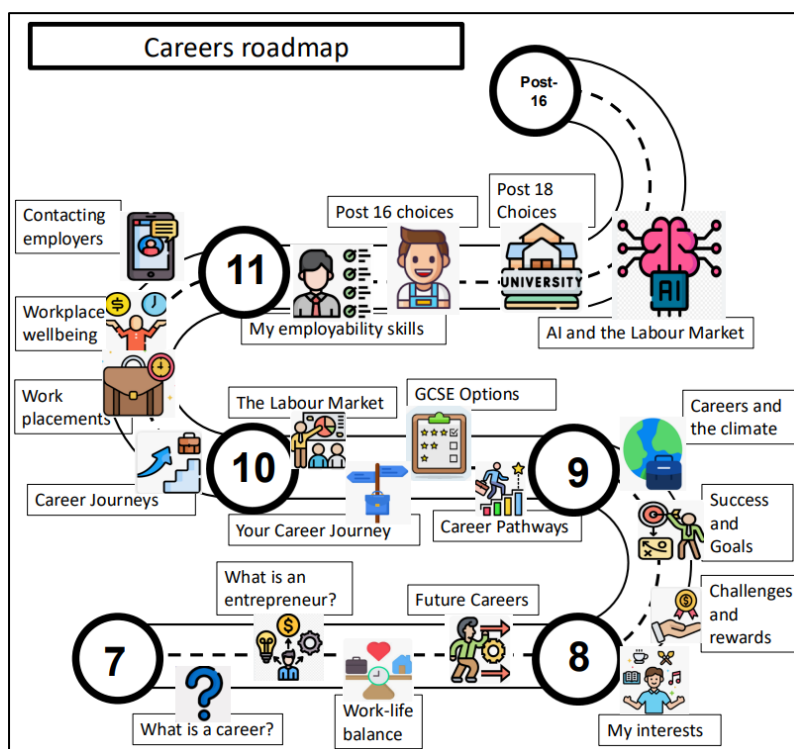 Careers roadmap
Post-
16
Post 18
Choices
Post 16 choices
Contacting
employers
11
UNIVERSITY
AI
Workplace
wellbeing
My employability skills
AI and the Labour Market
Work
placements
The Labour Market
GCSE Options
Careers and
the climate
10
9
Career Journeys
Your Career Journey
Career Pathways
Success
and
Goals
What is an
entrepreneur?
Future Careers
Challenges
and
rewards
7
8
What is a career?
Work-life
balance
My interests